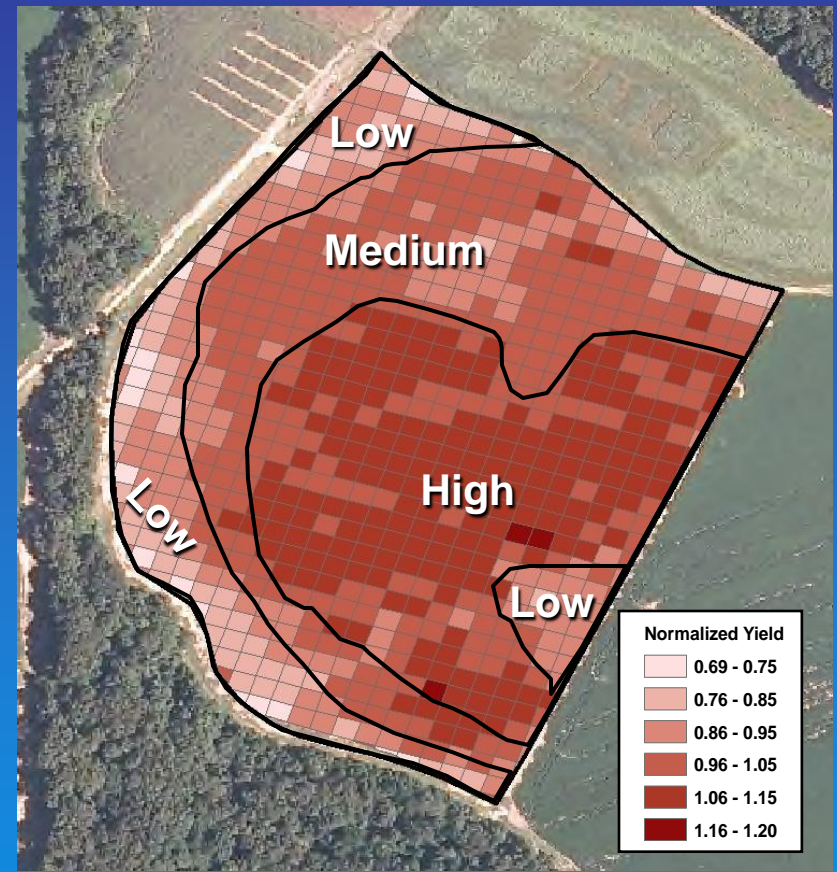 Low
Medium
High
Low
Low
Normalized Yield
0.69 - 0.75
0.76 - 0.85
0.86 - 0.95
0.96 - 1.05
1.06 - 1.15
1.16 - 1.20